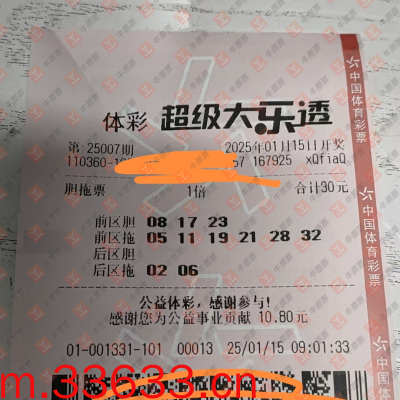 体彩 超级大乐透
第 25007期 2025年01月15日开奖
110360-1 b7 167925 xQfiaQ
胆拖票 1倍 合计30元
前区胆 08 17 23
前区拖 05 11 19 21 28 32
后区胆
后区拖 02 06
公益体彩，感谢参与！
感谢您为公益事业贡献 10.80元
01-001331-101 00013 25/01/15 09:01:33
m.33633.cn
中国体育彩票
中国体育彩票
中国体育彩票